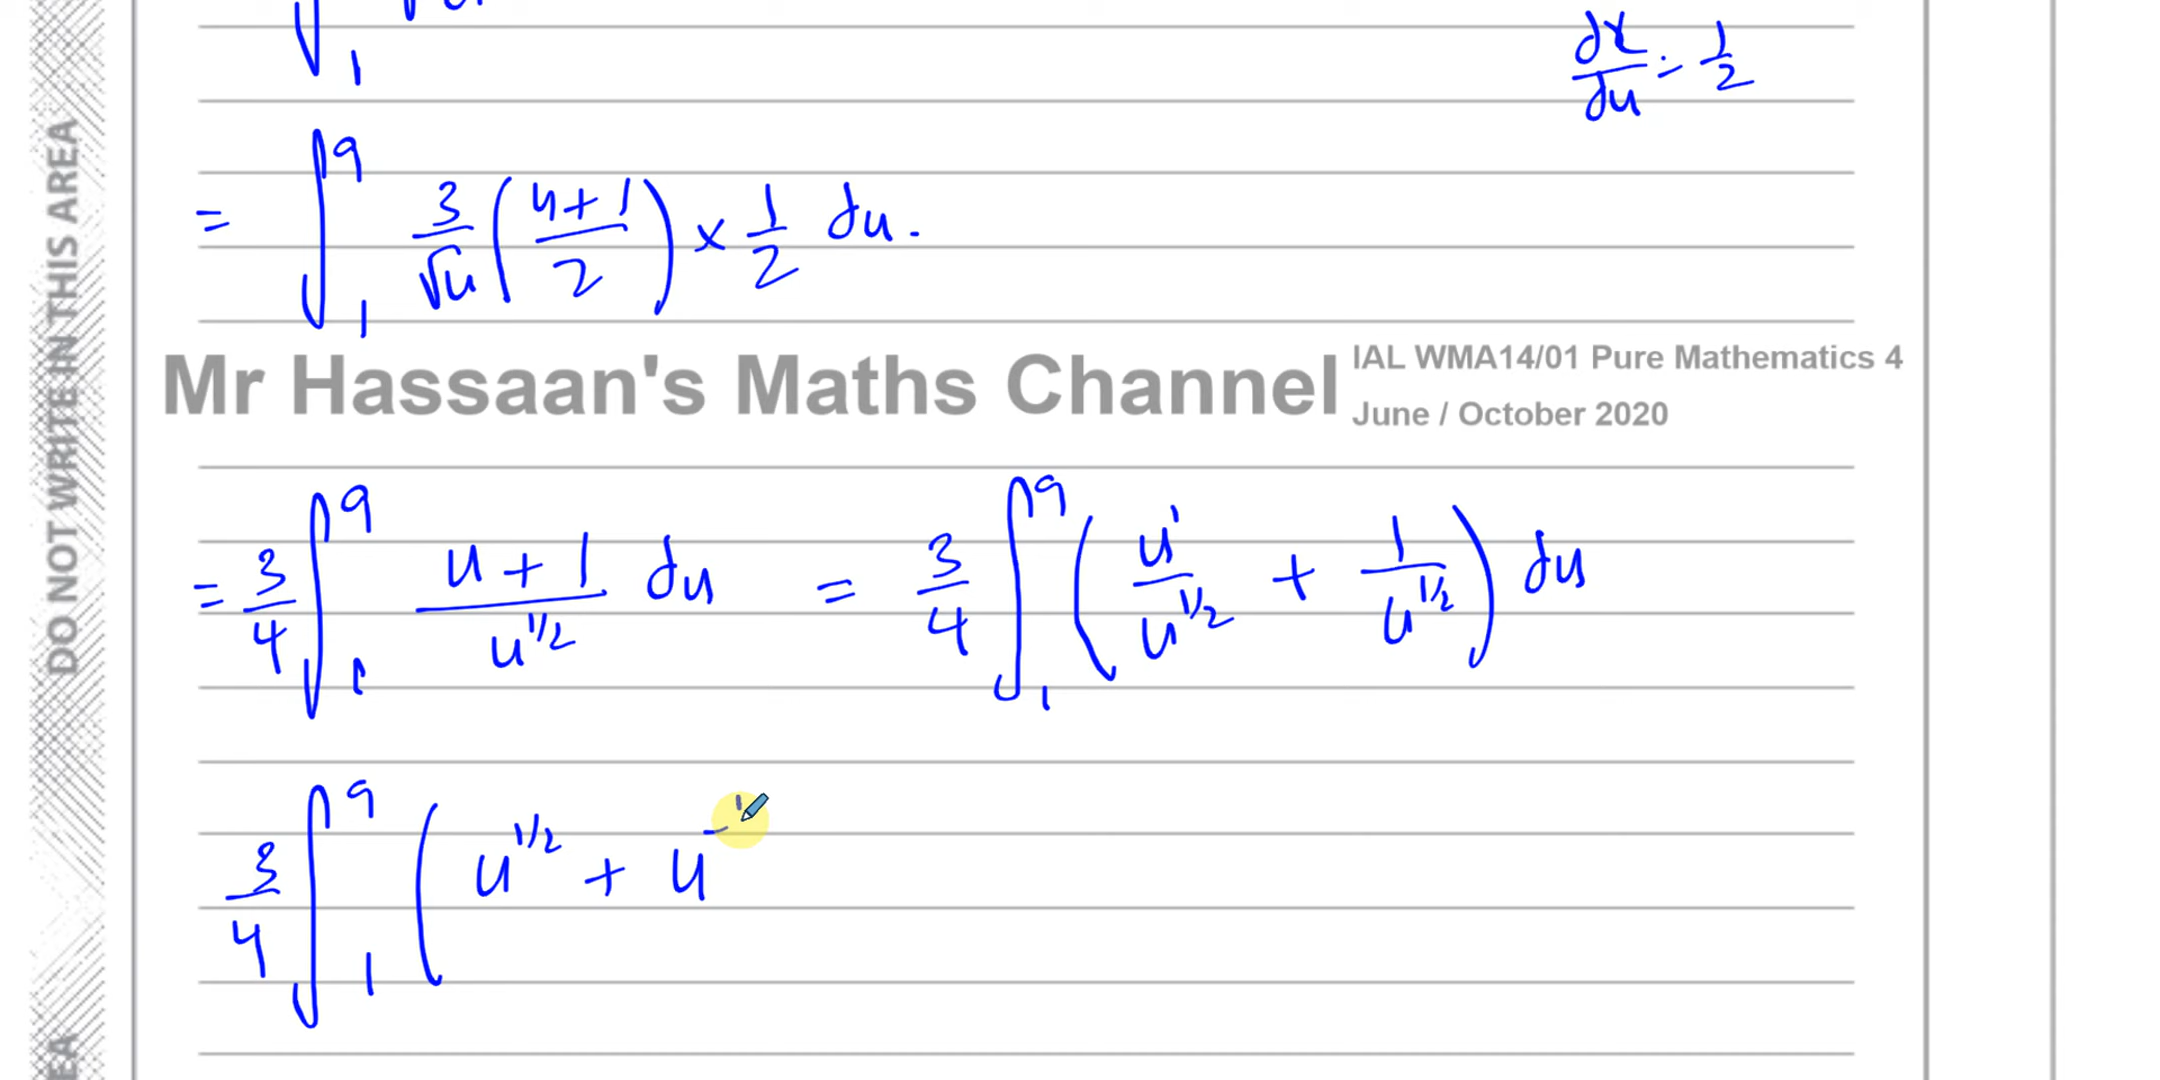 ∫₁
dx/du = 1/2
= ∫₁⁹ 3/√u ((u+1)/2) × 1/2 du.
Mr Hassaan's Maths Channel
IAL WMA14/01 Pure Mathematics 4
June / October 2020
= 3/4 ∫₁⁹ (u+1)/u^(1/2) du = 3/4 ∫₁⁹ (u¹/u^(1/2) + 1/u^(1/2)) du
3/4 ∫₁⁹ ( u^(1/2) + u⁻
DO NOT WRITE IN THIS AREA
EA